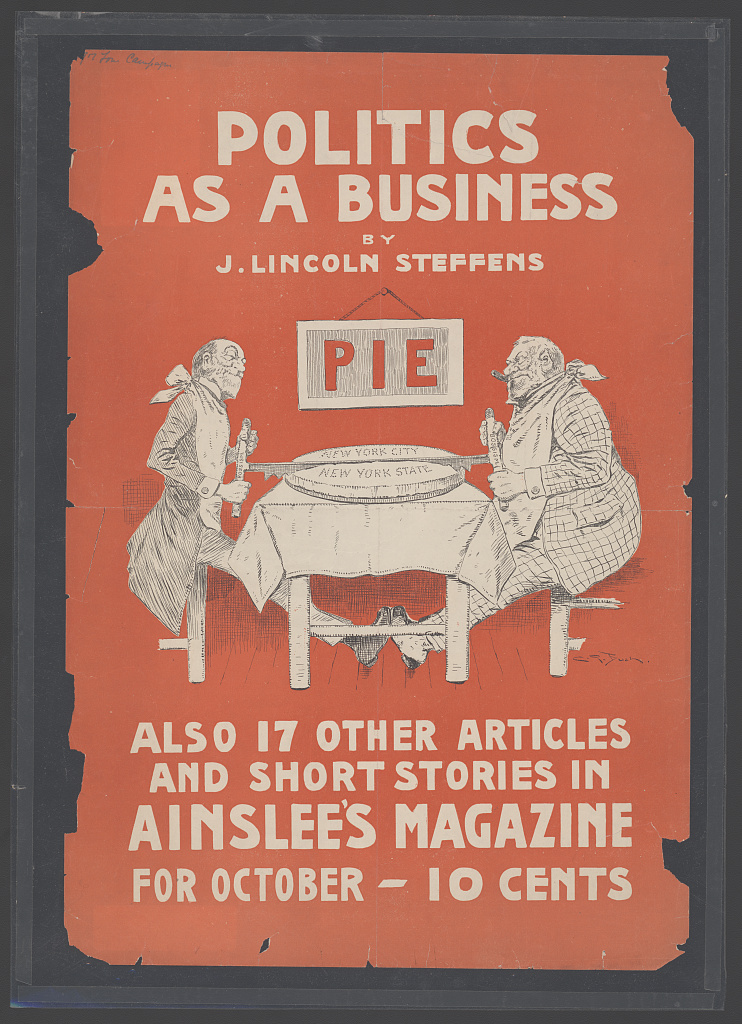 POLITICS
AS A BUSINESS
BY
J. LINCOLN STEFFENS
PIE
NEW YORK CITY
NEW YORK STATE
ALSO 17 OTHER ARTICLES
AND SHORT STORIES IN
AINSLEE'S MAGAZINE
FOR OCTOBER – 10 CENTS